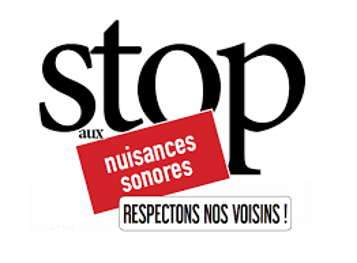 stop
aux
nuisances
sonores
RESPECTONS NOS VOISINS !